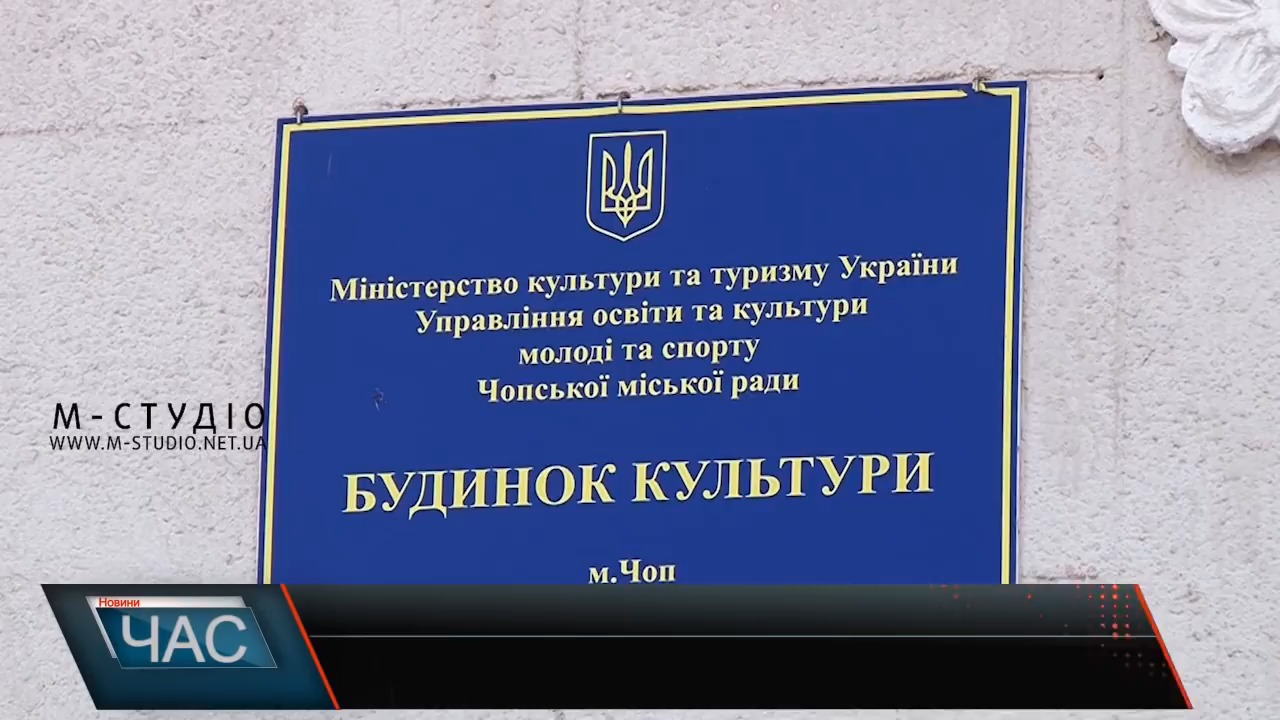 Міністерство культури та туризму України
Управління освіти та культури
молоді та спорту
Чопської міської ради
БУДИНОК КУЛЬТУРИ
м.Чоп
М-СТУДІО
WWW.M-STUDIO.NET.UA
Новини
ЧАС